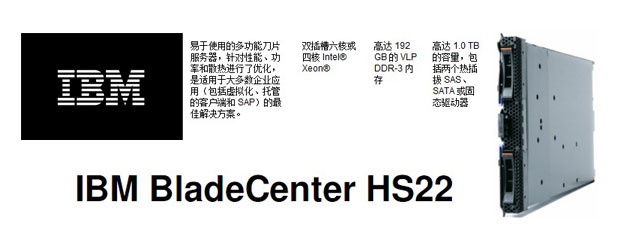 IBM
易于使用的多功能刀片
服务器，针对性能、功
率和散热进行了优化，
是适用于大多数企业应
用（包括虚拟化、托管
的客户端和 SAP）的最
佳解决方案。
双插槽六核或
四核 Intel®
Xeon®
高达 192
GB 的 VLP
DDR-3 内
存
高达 1.0 TB
的容量，包
括两个热插
拔 SAS、
SATA 或固
态驱动器
IBM BladeCenter HS22